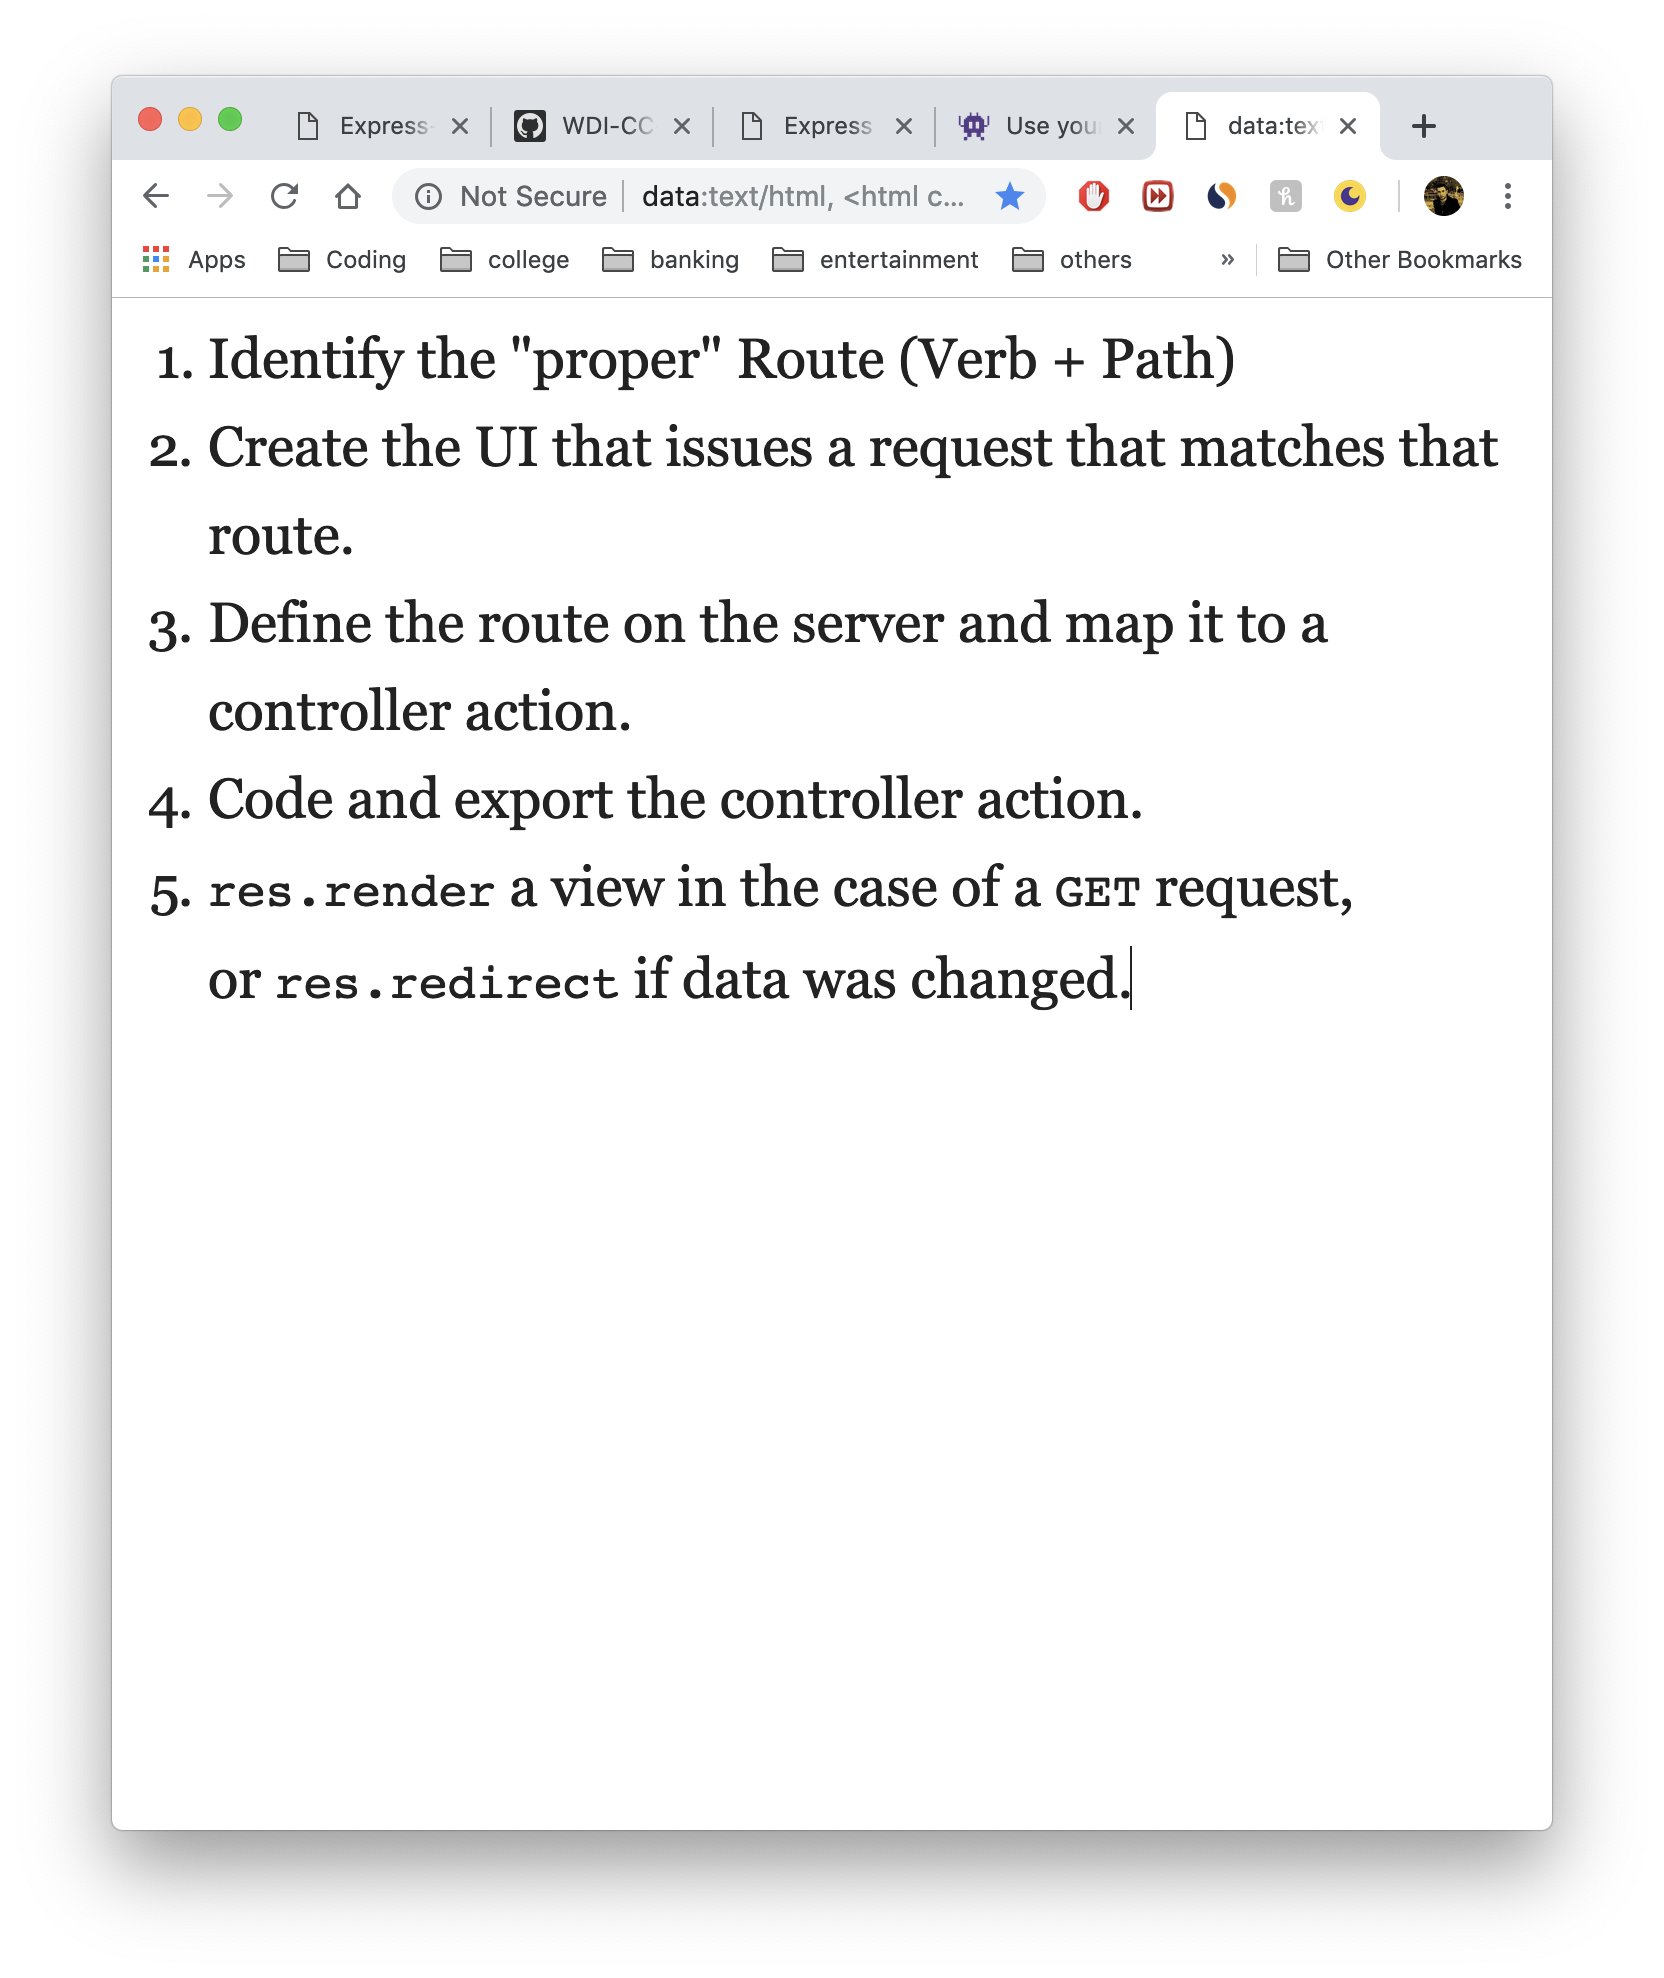 Express- WDI-CC Express Use you data:tex
Not Secure data:text/html, <html c...
Apps Coding college banking entertainment others » Other Bookmarks
1. Identify the "proper" Route (Verb + Path)
2. Create the UI that issues a request that matches that
route.
3. Define the route on the server and map it to a
controller action.
4. Code and export the controller action.
5. res.render a view in the case of a GET request,
or res.redirect if data was changed.